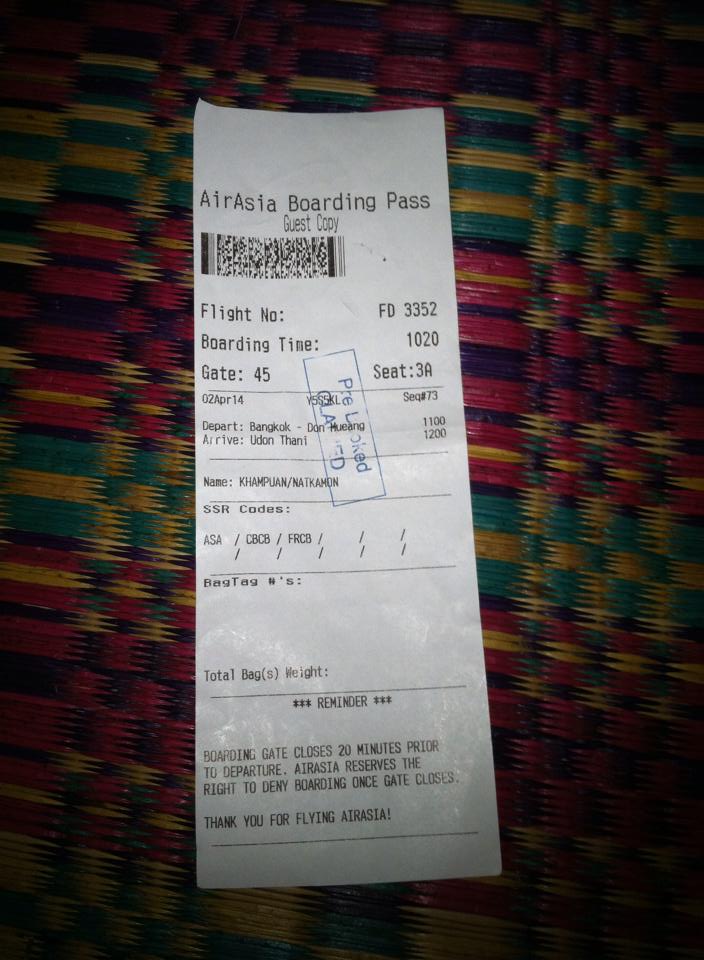 AirAsia Boarding Pass
Guest Copy
Flight No: FD 3352
Boarding Time: 1020
Gate: 45 Seat:3A
02Apr14 Seq#73
Depart: Bangkok - Don Mueang 1100
Arrive: Udon Thani 1200
Pre
Name: KHAMPUAN/NATKAMON
SSR Codes:
ASA / CBCB / FRCB / / /
/ / / / /
BagTag #'s:
Total Bag(s) Weight:
*** REMINDER ***
BOARDING GATE CLOSES 20 MINUTES PRIOR
TO DEPARTURE. AIRASIA RESERVES THE
RIGHT TO DENY BOARDING ONCE GATE CLOSES.
THANK YOU FOR FLYING AIRASIA!